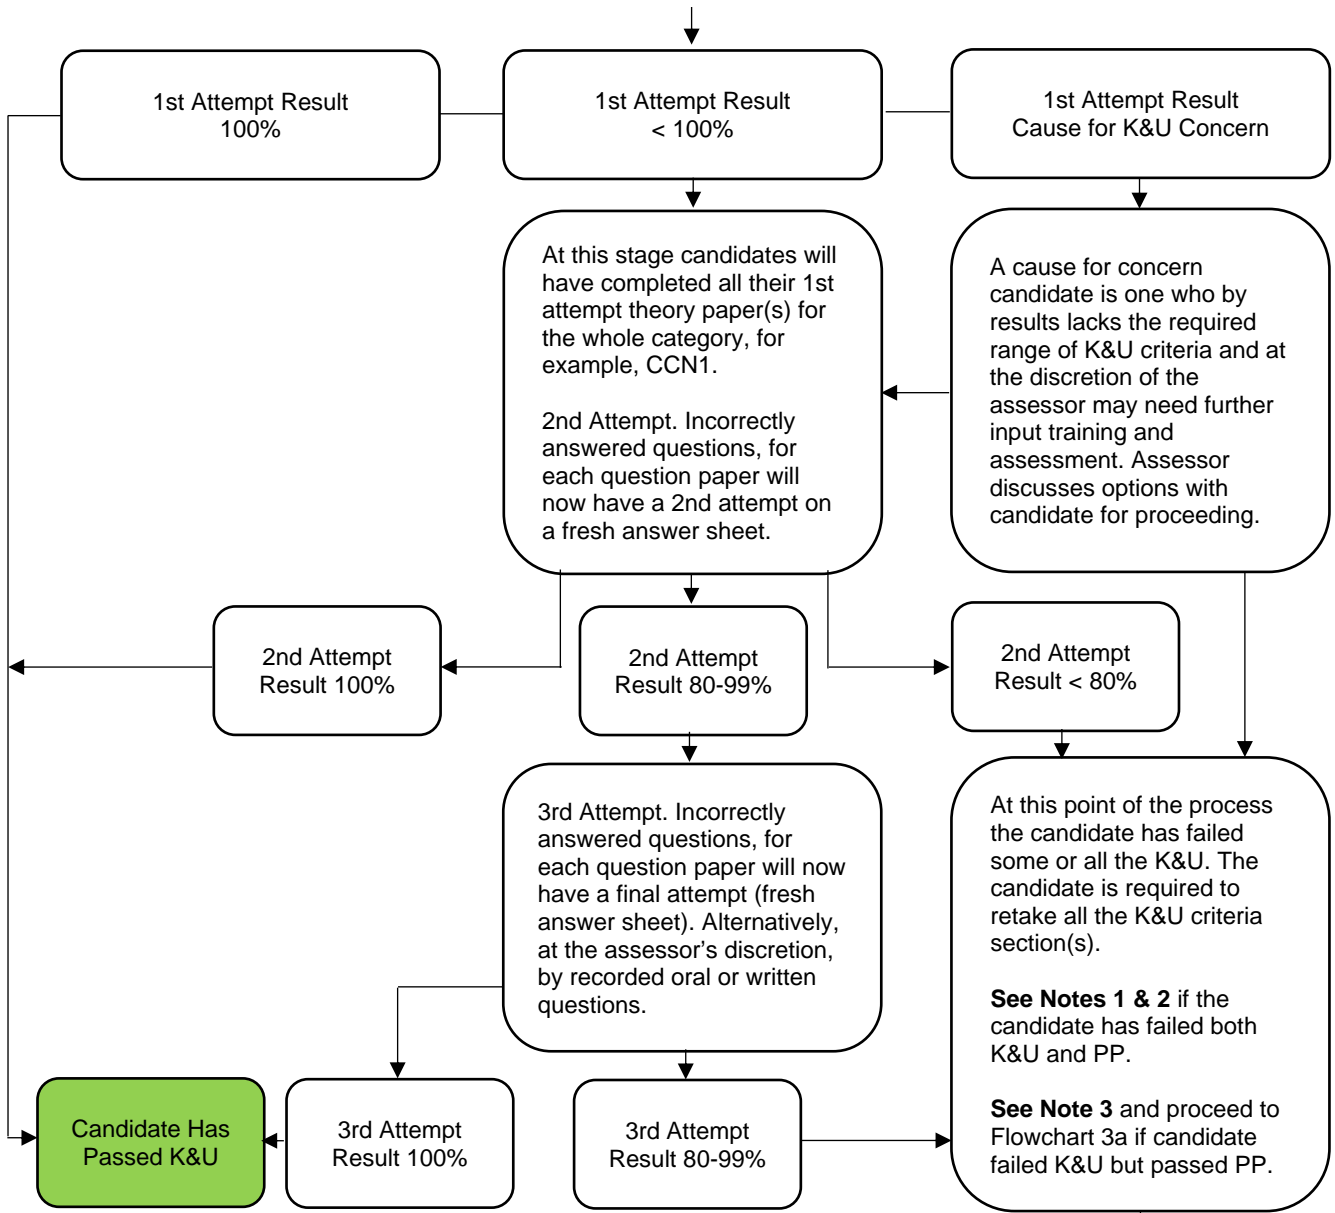 1st Attempt Result
100%
1st Attempt Result
< 100%
1st Attempt Result
Cause for K&U Concern
At this stage candidates will
have completed all their 1st
attempt theory paper(s) for
the whole category, for
example, CCN1.
2nd Attempt. Incorrectly
answered questions, for
each question paper will
now have a 2nd attempt on
a fresh answer sheet.
A cause for concern
candidate is one who by
results lacks the required
range of K&U criteria and at
the discretion of the
assessor may need further
input training and
assessment. Assessor
discusses options with
candidate for proceeding.
2nd Attempt
Result 100%
2nd Attempt
Result 80-99%
2nd Attempt
Result < 80%
3rd Attempt. Incorrectly
answered questions, for
each question paper will now
have a final attempt (fresh
answer sheet). Alternatively,
at the assessor’s discretion,
by recorded oral or written
questions.
At this point of the process
the candidate has failed
some or all the K&U. The
candidate is required to
retake all the K&U criteria
section(s).
See Notes 1 & 2 if the
candidate has failed both
K&U and PP.
See Note 3 and proceed to
Flowchart 3a if candidate
failed K&U but passed PP.
Candidate Has
Passed K&U
3rd Attempt
Result 100%
3rd Attempt
Result 80-99%